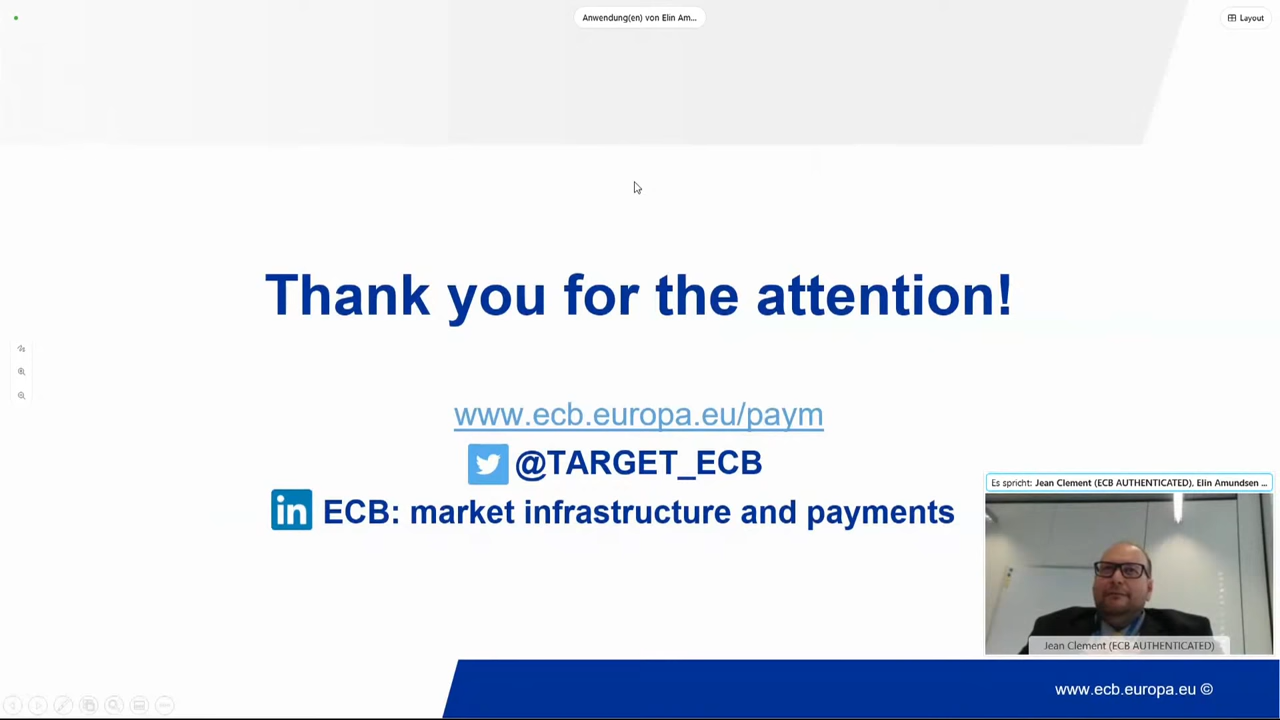 Anwendung(en) von Elin Am...
Layout
Thank you for the attention!
www.ecb.europa.eu/paym
@TARGET_ECB
in ECB: market infrastructure and payments
Es spricht: Jean Clement (ECB AUTHENTICATED), Elin Amundsen ...
Jean Clement (ECB AUTHENTICATED)
www.ecb.europa.eu ©